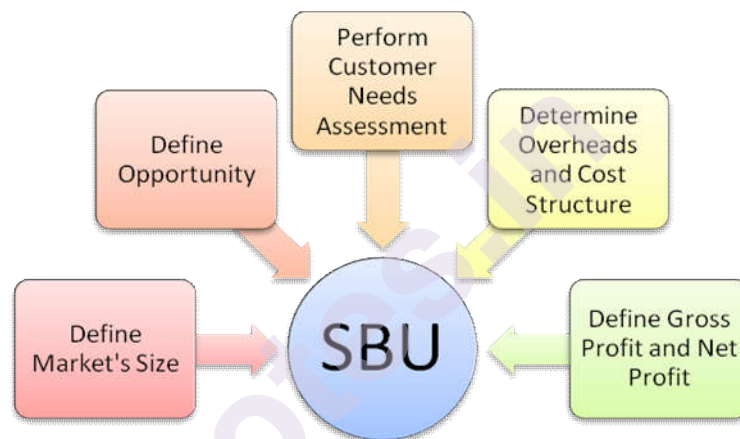 Perform
Customer
Needs
Assessment
Define
Opportunity
Determine
Overheads
and Cost
Structure
Define
Market's Size
SBU
Define Gross
Profit and Net
Profit